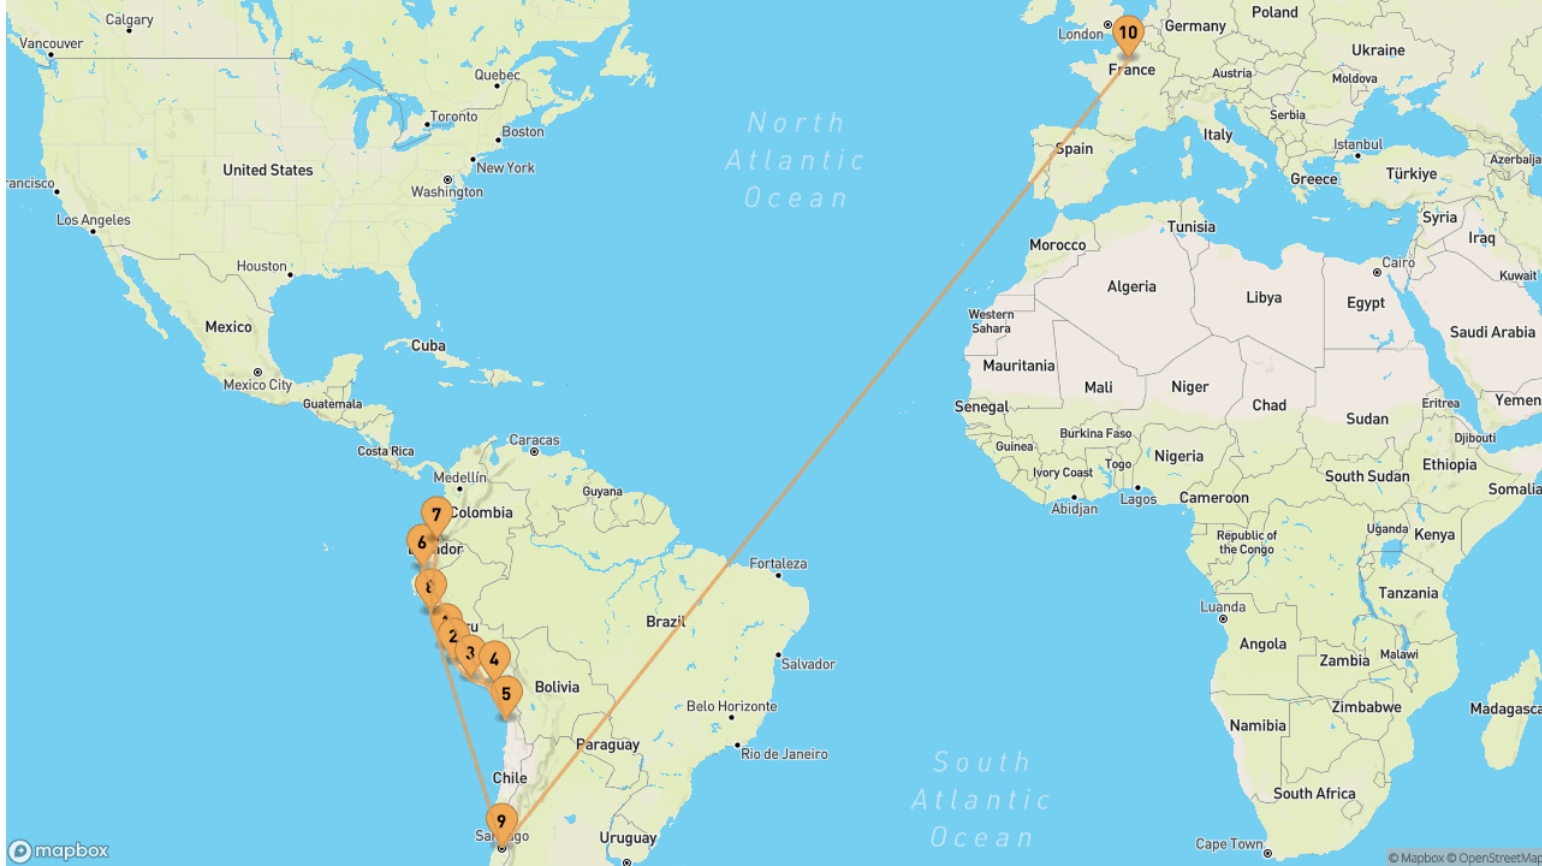 Calgary
Vancouver
Quebec
Toronto
Boston
New York
Washington
United States
rancisco
Los Angeles
Houston
Mexico
Cuba
Mexico City
Guatemala
Costa Rica
Caracas
Medellín
Guyana
Colombia
7
6
dor
8
ru
2
3
4
5
9
Brazil
Fortaleza
Salvador
Bolivia
Belo Horizonte
Rio de Janeiro
Paraguay
Chile
Uruguay
North
Atlantic
Ocean
South
Atlantic
Ocean
10
London
Germany
Poland
Ukraine
France
Austria
Moldova
Serbia
Italy
Spain
Istanbul
Greece
Türkiye
Azerbaija
Syria
Iraq
Kuwait
Tunisia
Morocco
Cairo
Algeria
Libya
Egypt
Saudi Arabia
Western
Sahara
Mauritania
Mali
Niger
Chad
Sudan
Eritrea
Yemen
Senegal
Burkina Faso
Guinea
Ivory Coast
Togo
Nigeria
Djibouti
Ethiopia
South Sudan
Somalia
Abidjan
Lagos
Cameroon
Republic of
the Congo
Uganda
Kenya
Tanzania
Luanda
Angola
Zambia
Malawi
Zimbabwe
Madagasca
Namibia
South Africa
Cape Town
mapbox
© Mapbox © OpenStreetMap